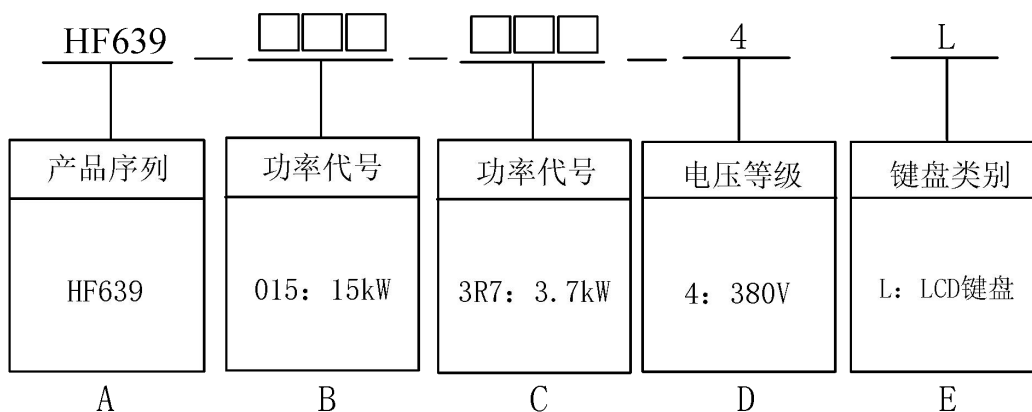 HF639 — □□□ — □□□ — 4 L
产品序列 功率代号 功率代号 电压等级 键盘类别
HF639 015：15kW 3R7：3.7kW 4：380V L：LCD键盘
A B C D E